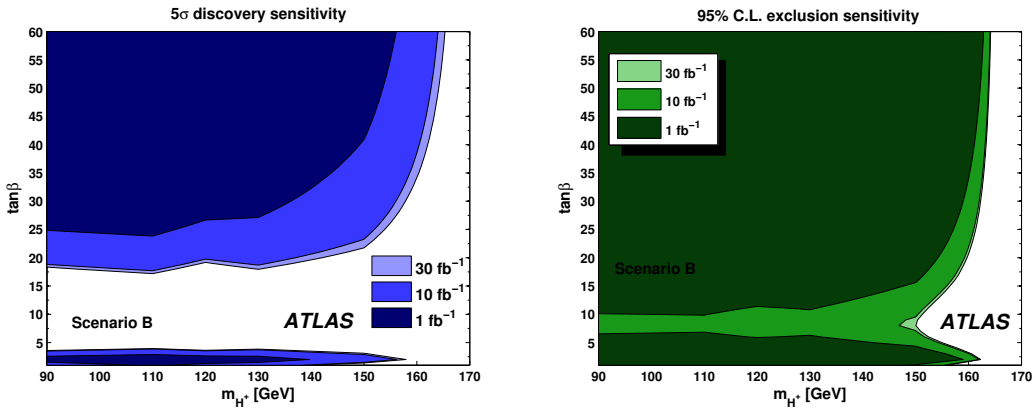 5σ discovery sensitivity
60
55
50
45
40
35
30
25
20
15
10
5
tanβ
30 fb⁻¹
10 fb⁻¹
1 fb⁻¹
Scenario B
ATLAS
90 100 110 120 130 140 150 160 170
m_H⁺ [GeV]
95% C.L. exclusion sensitivity
60
55
50
45
40
35
30
25
20
15
10
5
tanβ
30 fb⁻¹
10 fb⁻¹
1 fb⁻¹
Scenario B
ATLAS
90 100 110 120 130 140 150 160 170
m_H⁺ [GeV]